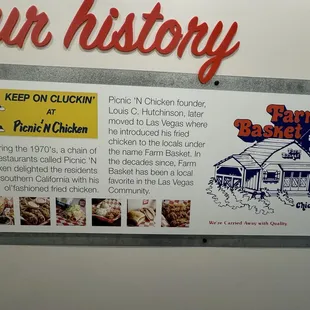 ur history
KEEP ON CLUCKIN'
AT
Picnic 'N Chicken
ring the 1970's, a chain of
estaurants called Picnic 'N
cken delighted the residents
southern California with his
ol'fashioned fried chicken.
Picnic 'N Chicken founder,
Louis C. Hutchinson, later
moved to Las Vegas where
he introduced his fried
chicken to the locals under
the name Farm Basket. In
the decades since, Farm
Basket has been a local
favorite in the Las Vegas
Community.
Farm
Basket
Chic
We're Carried Away with Quality